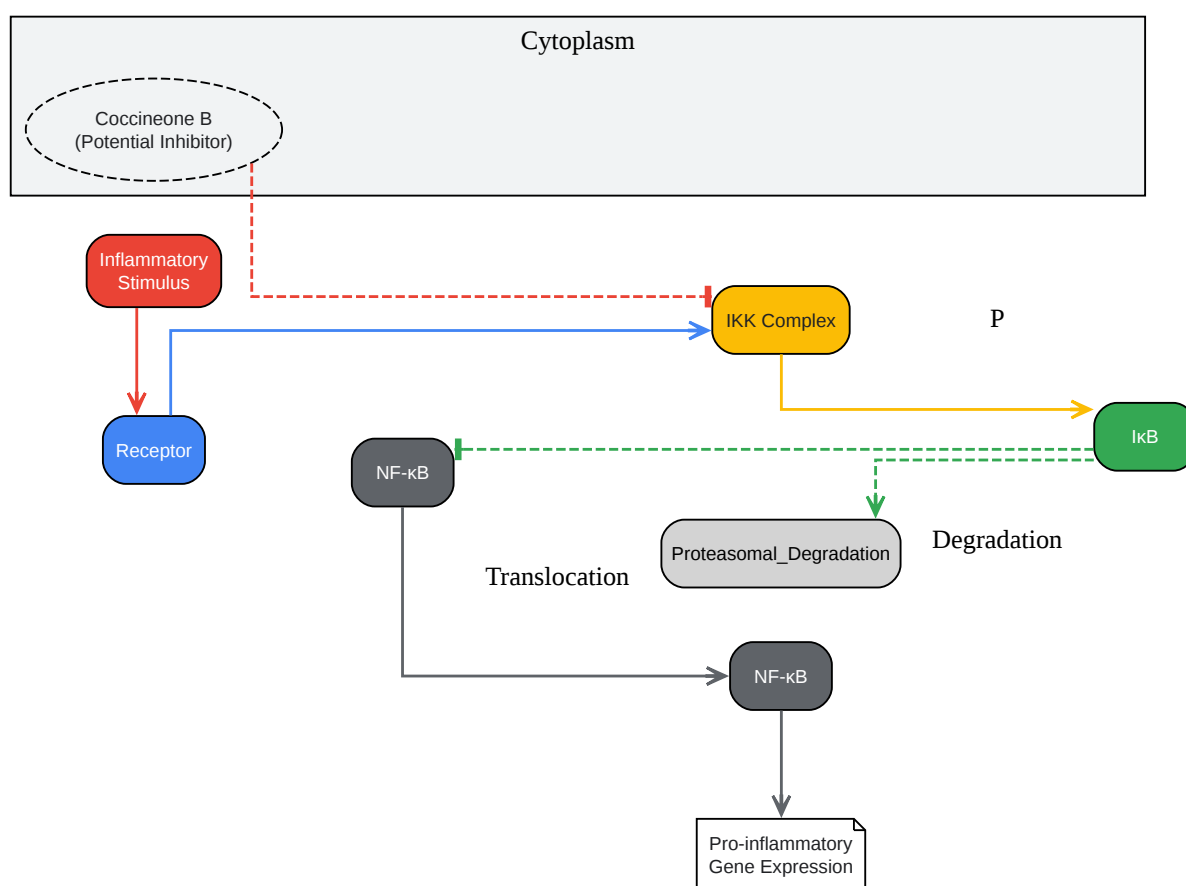 Cytoplasm
Coccineone B
(Potential Inhibitor)
Inflammatory
Stimulus
IKK Complex
P
Receptor
IκB
NF-κB
Proteasomal_Degradation
Degradation
Translocation
NF-κB
Pro-inflammatory
Gene Expression